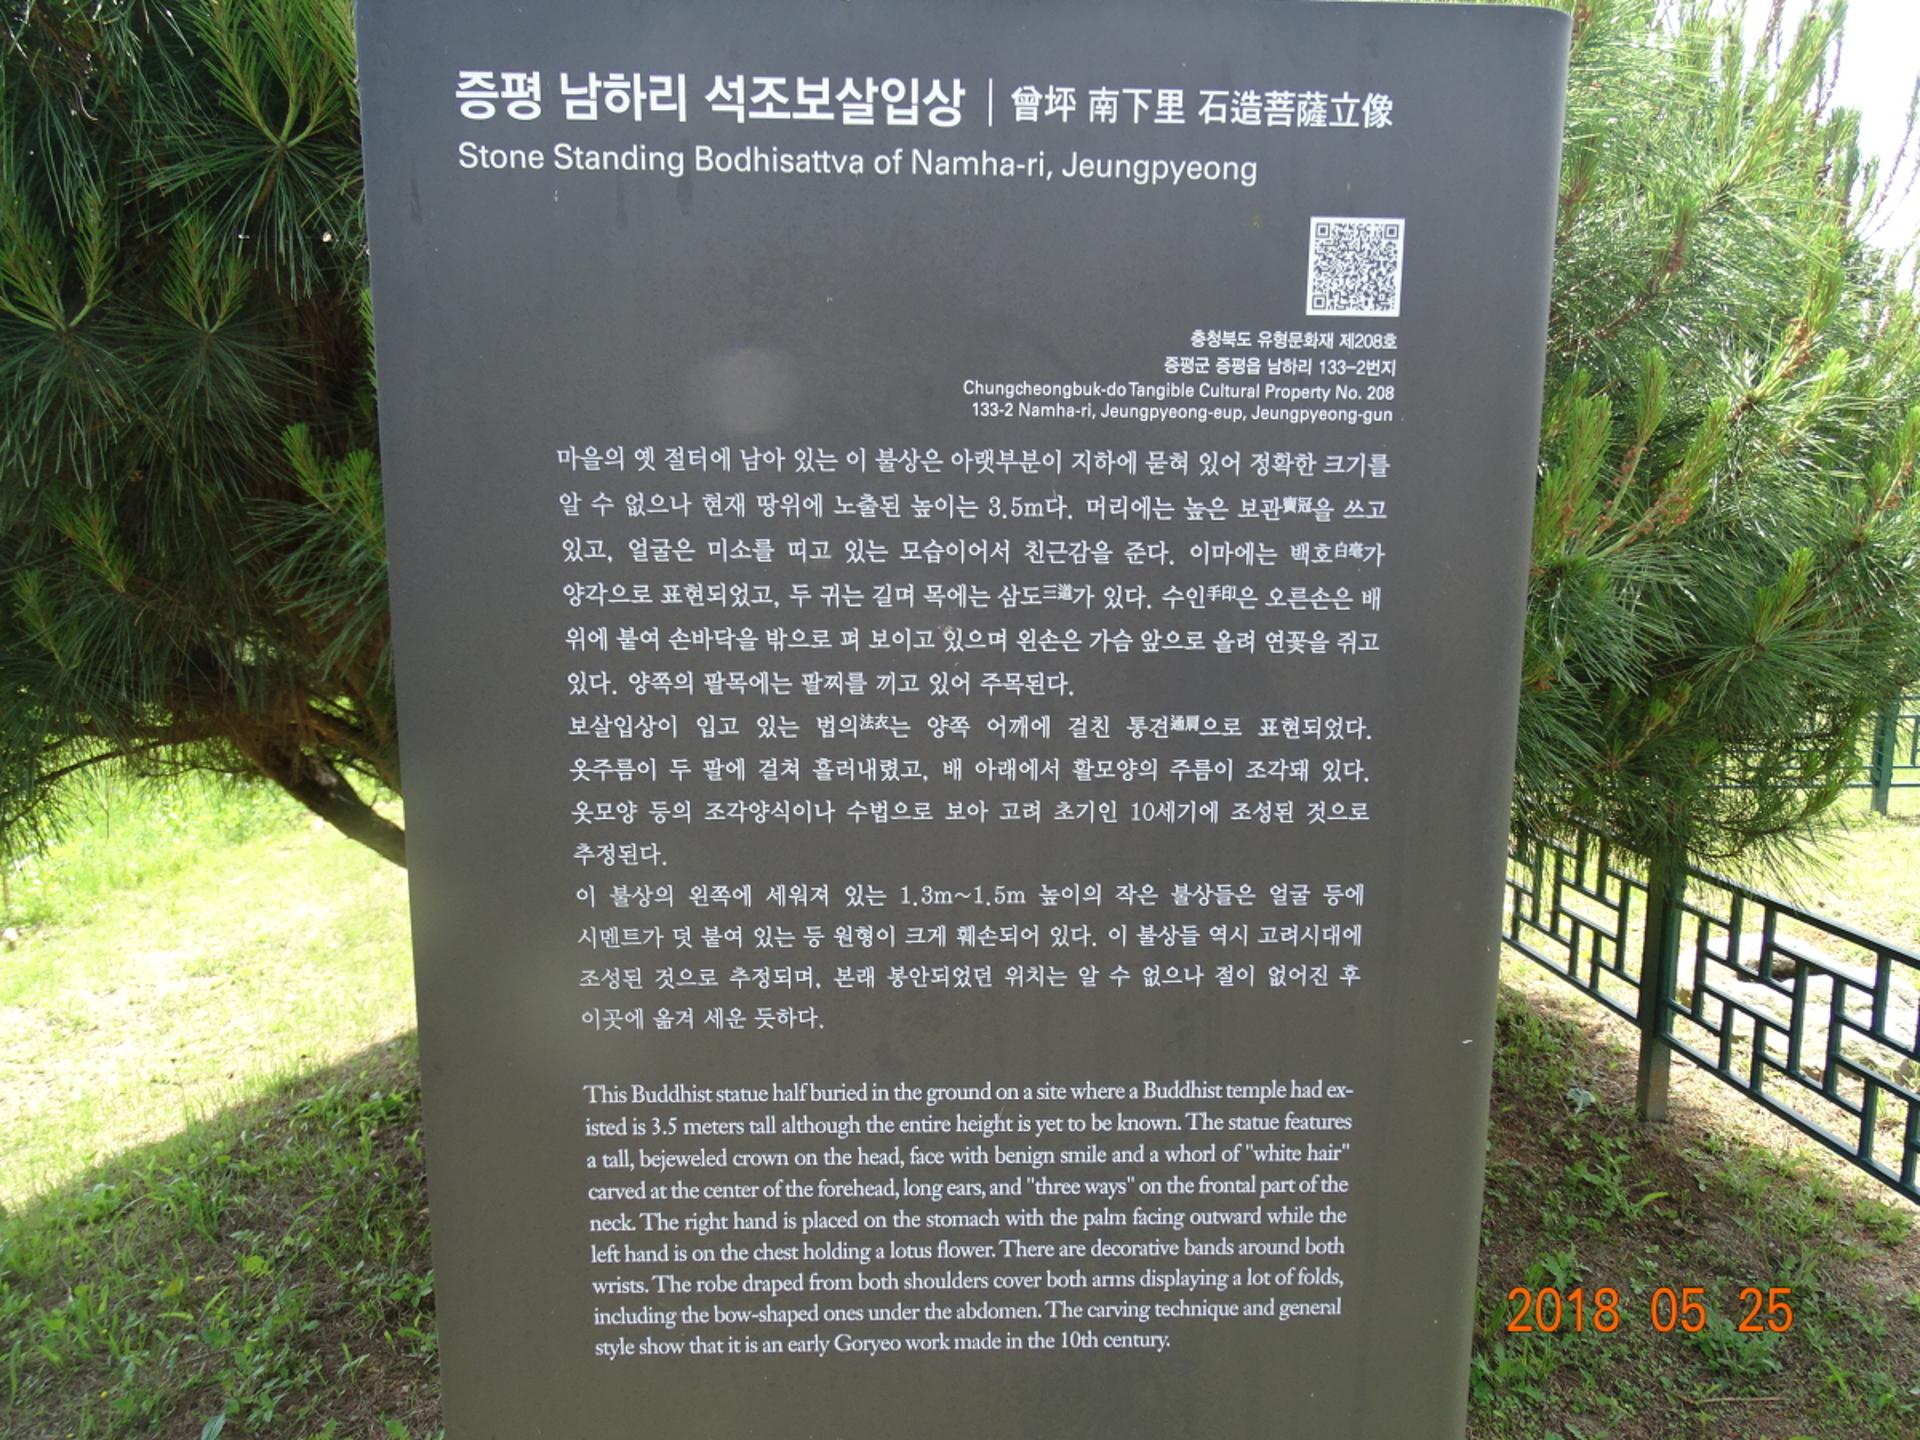 증평 남하리 석조보살입상 | 曾坪 南下里 石造菩薩立像
Stone Standing Bodhisattva of Namha-ri, Jeungpyeong
충청북도 유형문화재 제208호
증평군 증평읍 남하리 133-2번지
Chungcheongbuk-do Tangible Cultural Property No. 208
133-2 Namha-ri, Jeungpyeong-eup, Jeungpyeong-gun
마을의 옛 절터에 남아 있는 이 불상은 아랫부분이 지하에 묻혀 있어 정확한 크기를
알 수 없으나 현재 땅위에 노출된 높이는 3.5m다. 머리에는 높은 보관寶冠을 쓰고
있고, 얼굴은 미소를 띠고 있는 모습이어서 친근감을 준다. 이마에는 백호白毫가
양각으로 표현되었고, 두 귀는 길며 목에는 삼도三道가 있다. 수인手印은 오른손은 배
위에 붙여 손바닥을 밖으로 펴 보이고 있으며 왼손은 가슴 앞으로 올려 연꽃을 쥐고
있다. 양쪽의 팔목에는 팔찌를 끼고 있어 주목된다.
보살입상이 입고 있는 법의法衣는 양쪽 어깨에 걸친 통견通肩으로 표현되었다.
옷주름이 두 팔에 걸쳐 흘러내렸고, 배 아래에서 활모양의 주름이 조각돼 있다.
옷모양 등의 조각양식이나 수법으로 보아 고려 초기인 10세기에 조성된 것으로
추정된다.
이 불상의 왼쪽에 세워져 있는 1.3m~1.5m 높이의 작은 불상들은 얼굴 등에
시멘트가 덧 붙여 있는 등 원형이 크게 훼손되어 있다. 이 불상들 역시 고려시대에
조성된 것으로 추정되며, 본래 봉안되었던 위치는 알 수 없으나 절이 없어진 후
이곳에 옮겨 세운 듯하다.
This Buddhist statue half buried in the ground on a site where a Buddhist temple had ex-
isted is 3.5 meters tall although the entire height is yet to be known. The statue features
a tall, bejeweled crown on the head, face with benign smile and a whorl of "white hair"
carved at the center of the forehead, long ears, and "three ways" on the frontal part of the
neck. The right hand is placed on the stomach with the palm facing outward while the
left hand is on the chest holding a lotus flower. There are decorative bands around both
wrists. The robe draped from both shoulders cover both arms displaying a lot of folds,
including the bow-shaped ones under the abdomen. The carving technique and general
style show that it is an early Goryeo work made in the 10th century.
2018 05 25